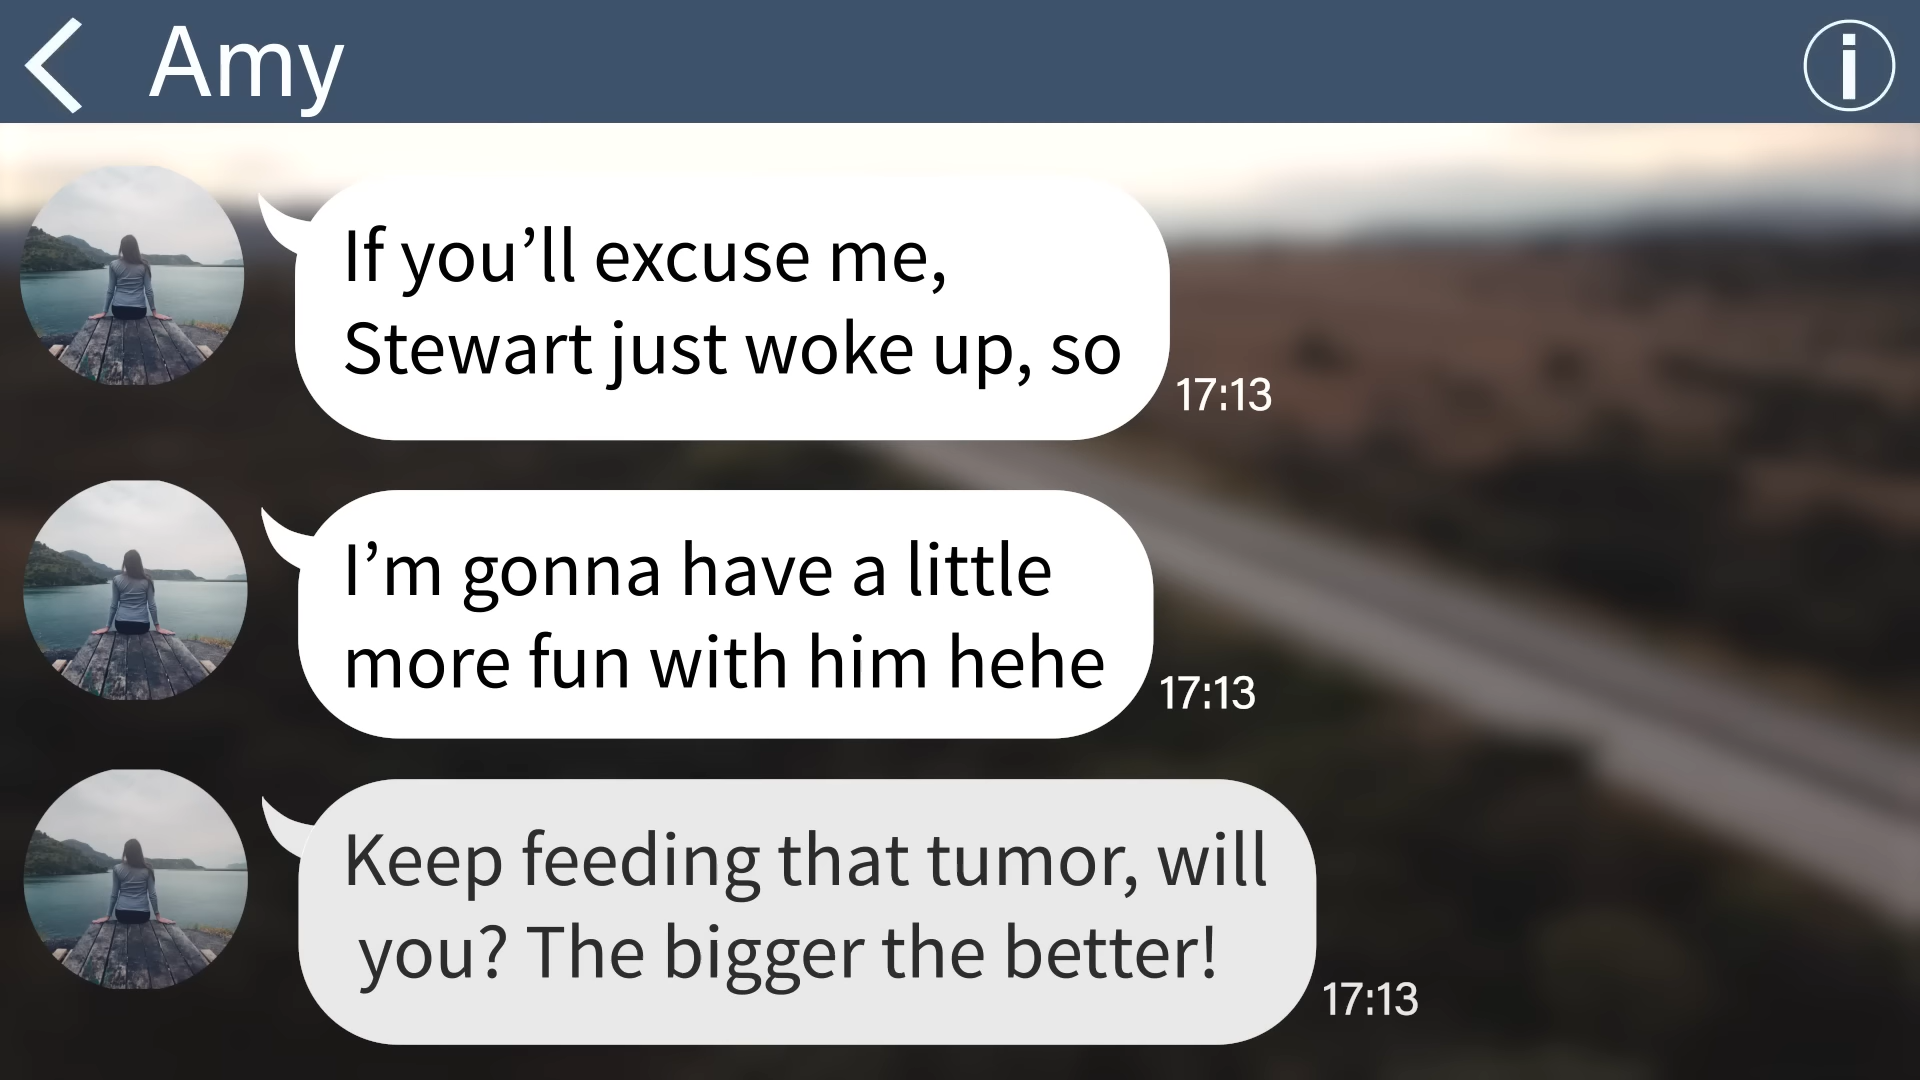 Amy
If you’ll excuse me,
Stewart just woke up, so
17:13
I’m gonna have a little
more fun with him hehe
17:13
Keep feeding that tumor, will
you? The bigger the better!
17:13